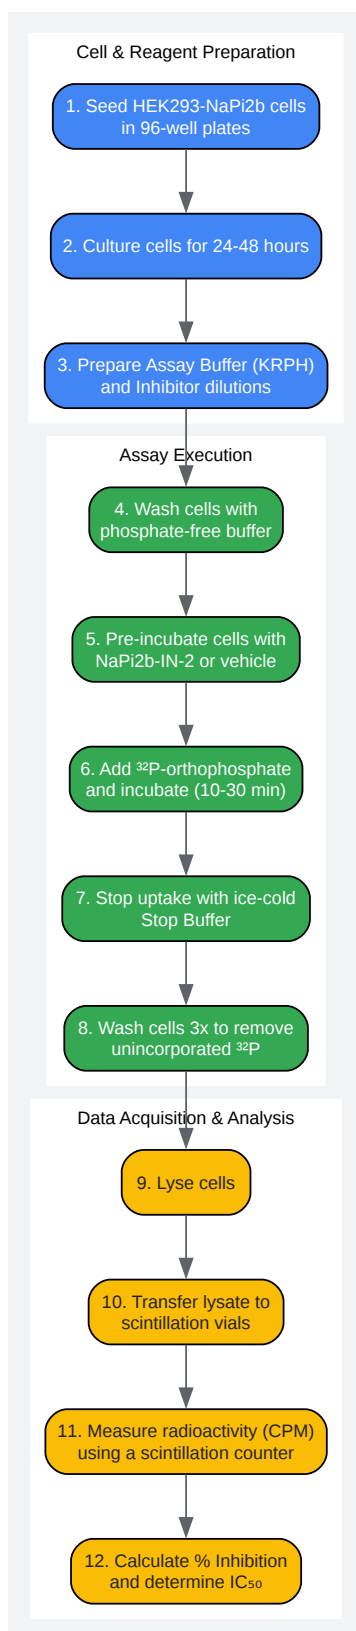 Cell & Reagent Preparation
1. Seed HEK293-NaPi2b cells
in 96-well plates
2. Culture cells for 24-48 hours
3. Prepare Assay Buffer (KRPH)
and Inhibitor dilutions
Assay Execution
4. Wash cells with
phosphate-free buffer
5. Pre-incubate cells with
NaPi2b-IN-2 or vehicle
6. Add ³²P-orthophosphate
and incubate (10-30 min)
7. Stop uptake with ice-cold
Stop Buffer
8. Wash cells 3x to remove
unincorporated ³²P
Data Acquisition & Analysis
9. Lyse cells
10. Transfer lysate to
scintillation vials
11. Measure radioactivity (CPM)
using a scintillation counter
12. Calculate % Inhibition
and determine IC₅₀